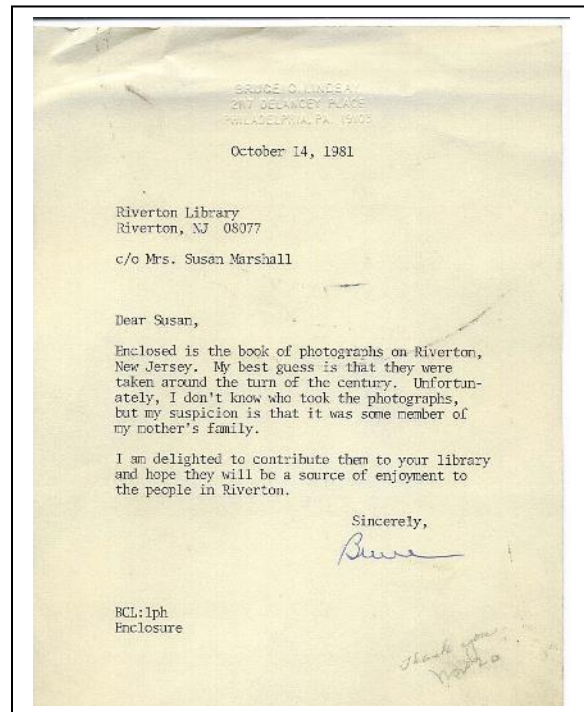 BRUCE C. LINDSAY
DELANCEY PLACE
PHILADELPHIA, PA. 19103
October 14, 1981
Riverton Library
Riverton, NJ 08077
c/o Mrs. Susan Marshall
Dear Susan,
Enclosed is the book of photographs on Riverton,
New Jersey. My best guess is that they were
taken around the turn of the century. Unfortun-
ately, I don't know who took the photographs,
but my suspicion is that it was some member of
my mother's family.
I am delighted to contribute them to your library
and hope they will be a source of enjoyment to
the people in Riverton.
Sincerely,
Bruce
BCL:lph
Enclosure
Thank you
Nov 20